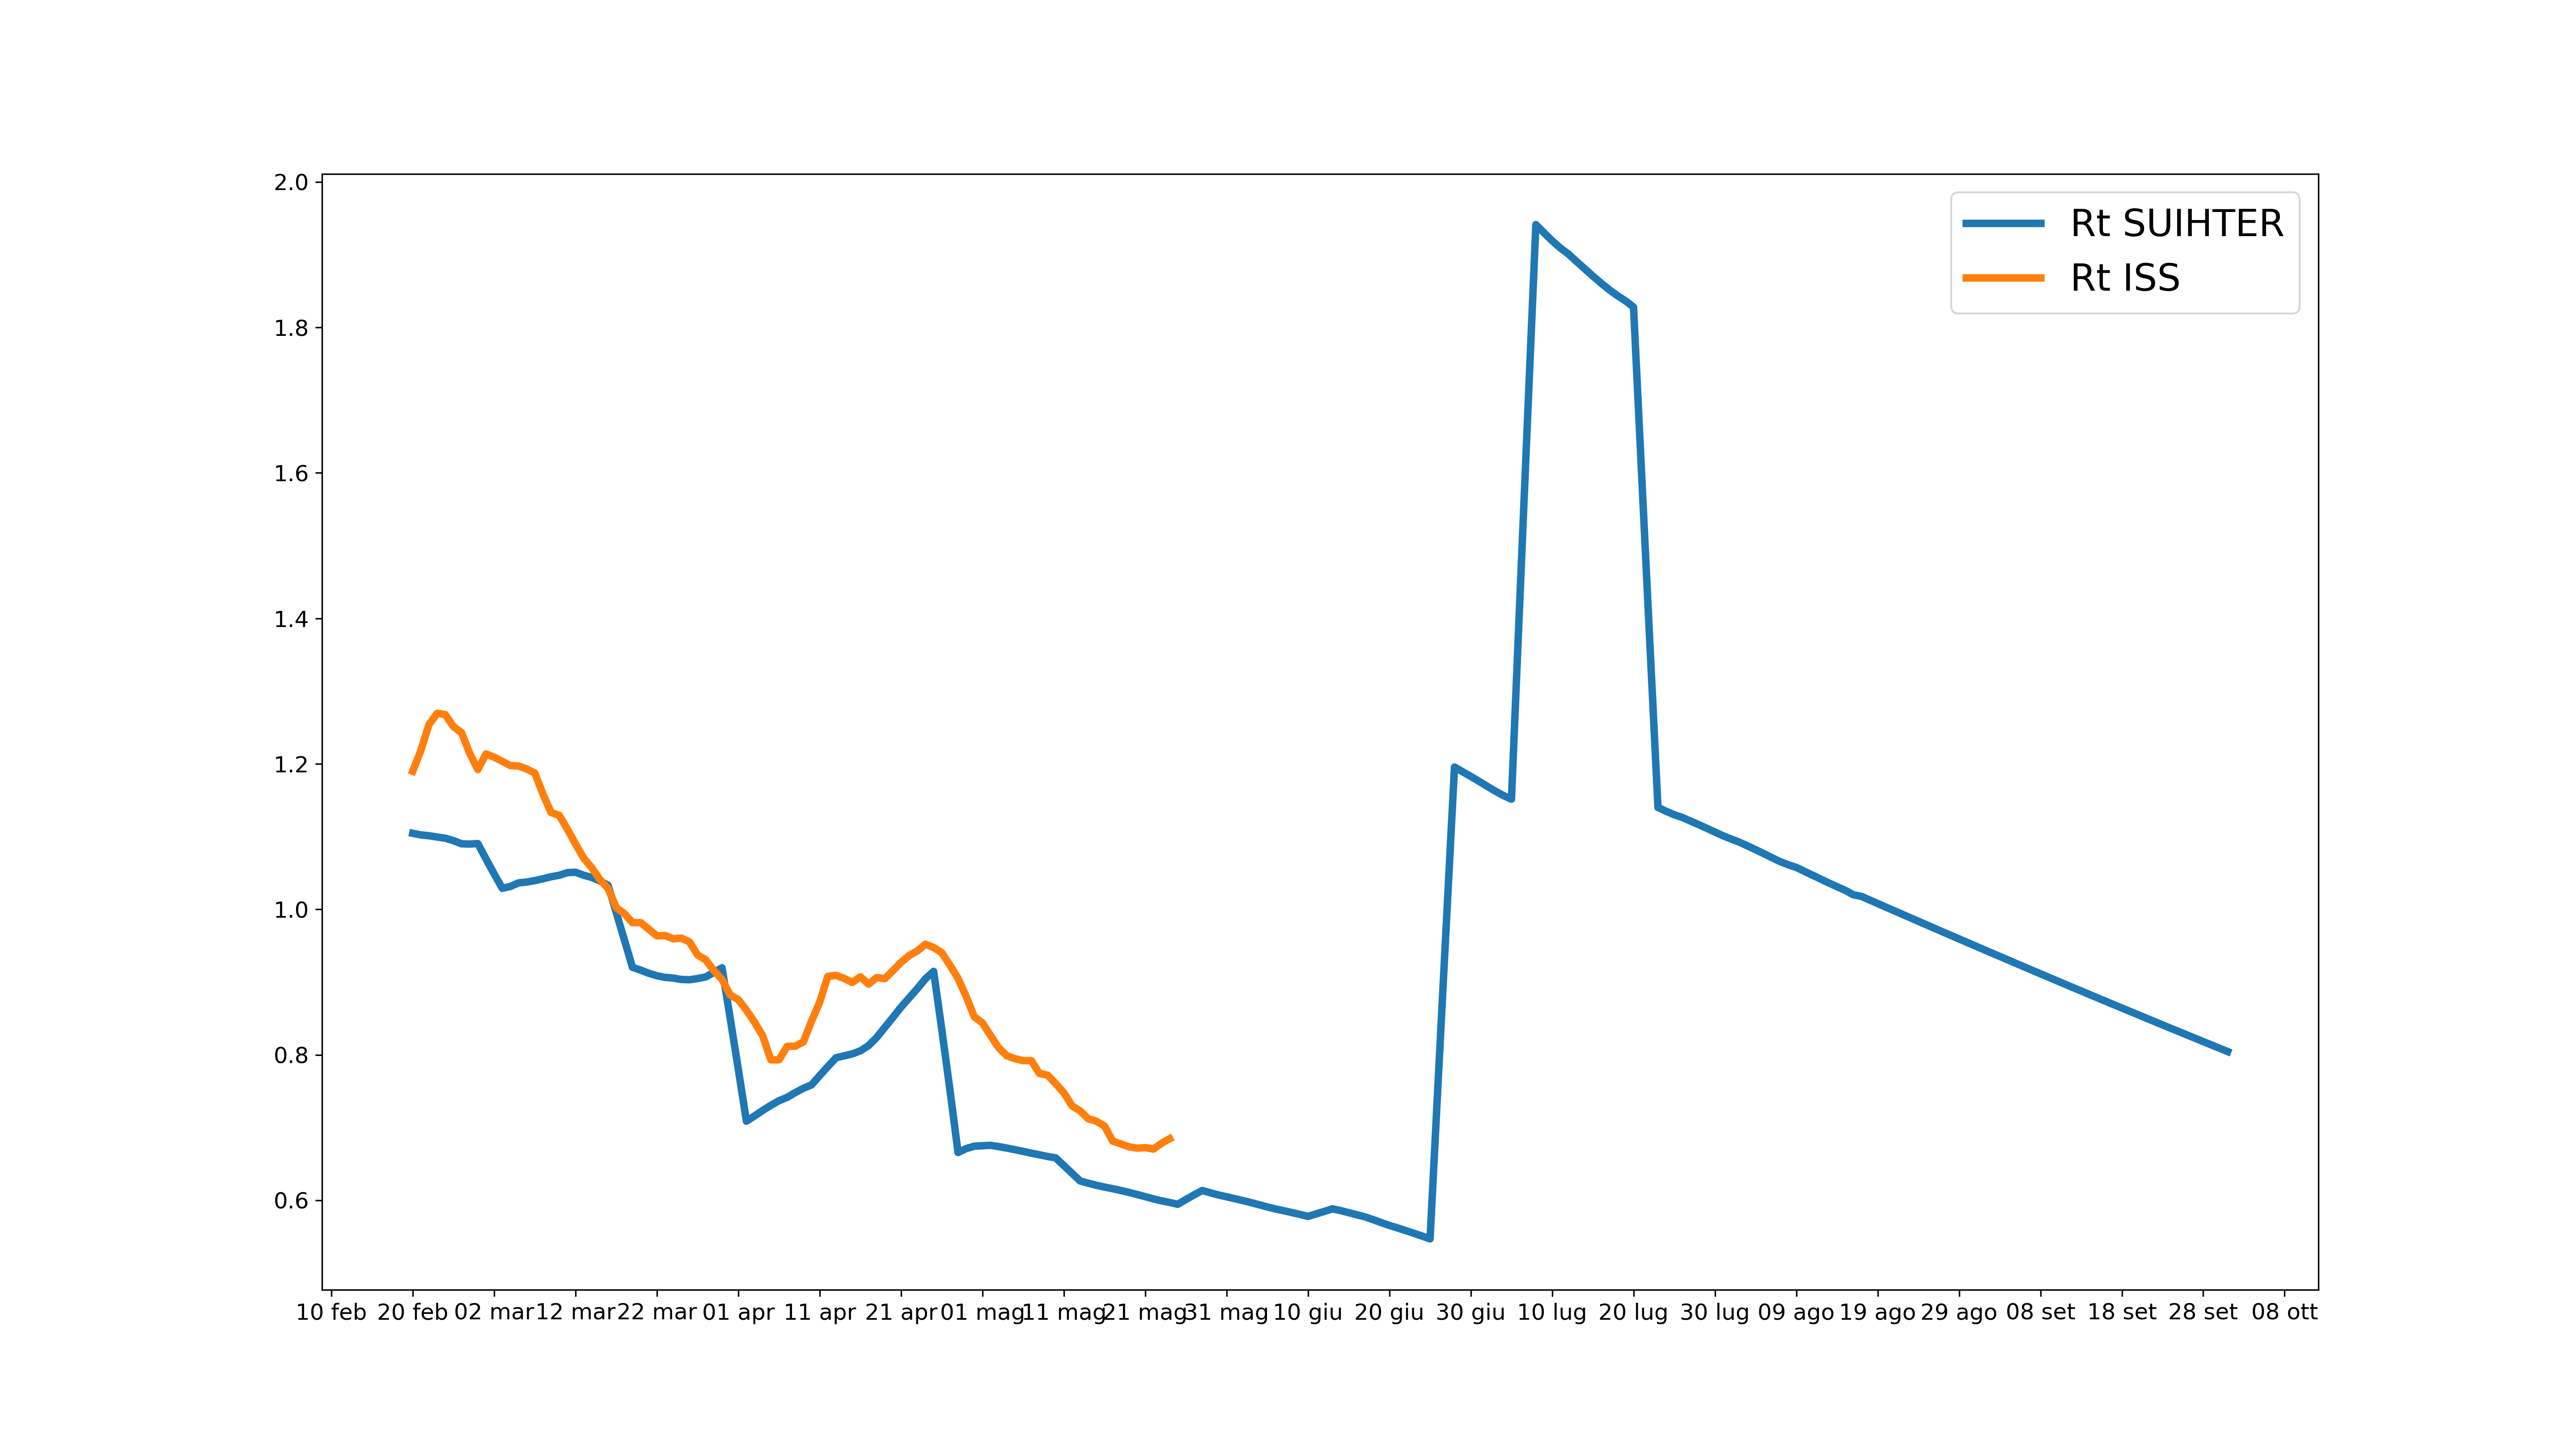 2.0
1.8
1.6
1.4
1.2
1.0
0.8
0.6
Rt SUIHTER
Rt ISS
10 feb 20 feb 02 mar 12 mar 22 mar 01 apr 11 apr 21 apr 01 mag 11 mag 21 mag 31 mag 10 giu 20 giu 30 giu 10 lug 20 lug 30 lug 09 ago 19 ago 29 ago 08 set 18 set 28 set 08 ott